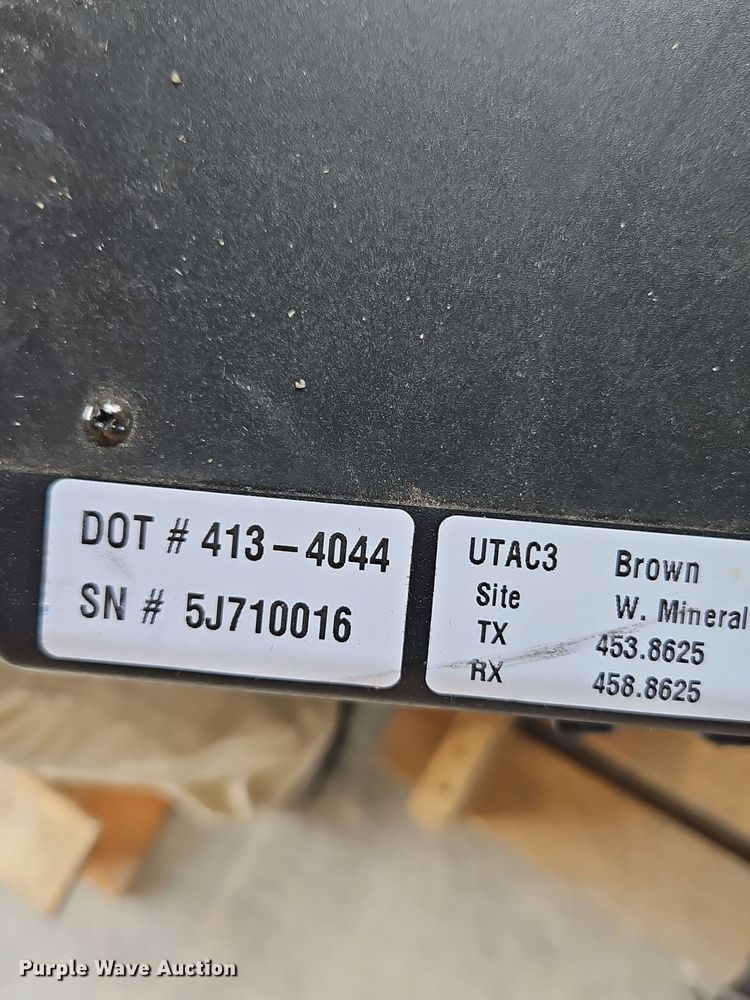 DOT # 413-4044
SN # 5J710016
UTAC3 Brown
Site W. Mineral
TX 453.8625
RX 458.8625
Purple Wave Auction